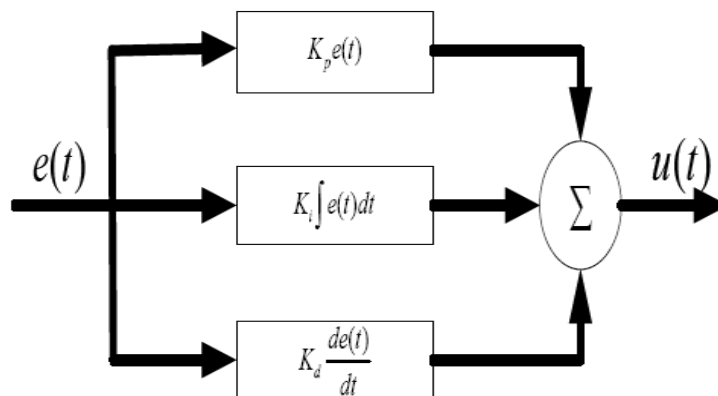 K_p e(t)
e(t)
K_i ∫ e(t)dt
Σ
u(t)
K_d de(t)/dt